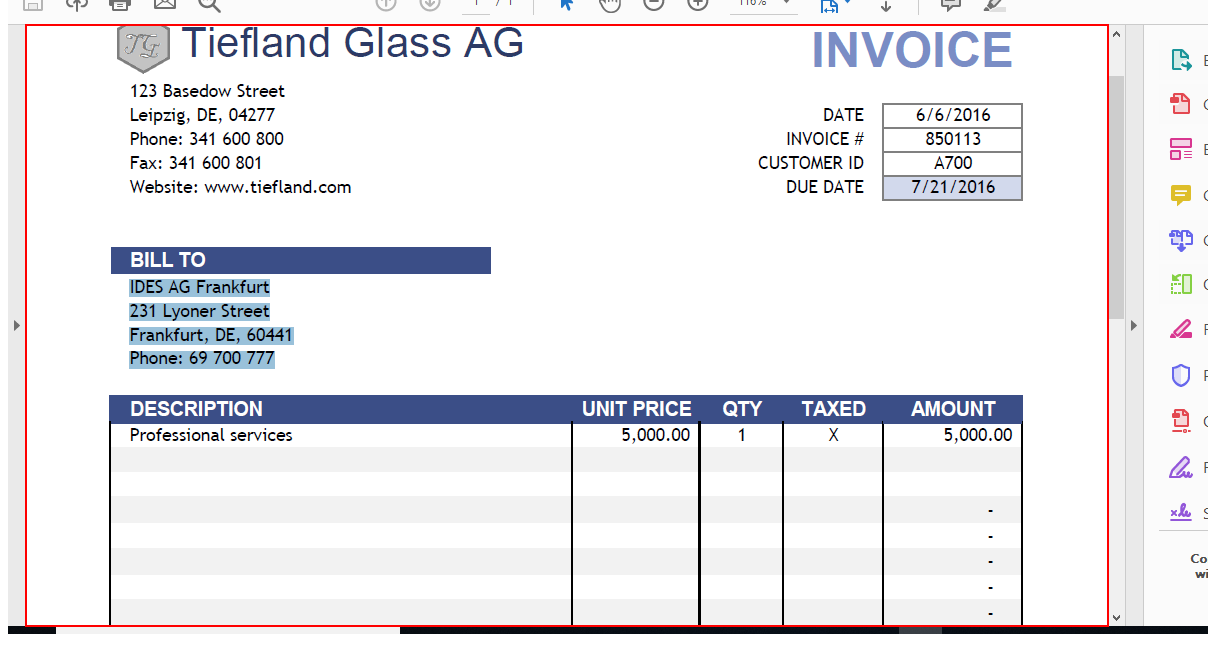 1 / 1
116%
TG Tiefland Glass AG
INVOICE
123 Basedow Street
Leipzig, DE, 04277
Phone: 341 600 800
Fax: 341 600 801
Website: www.tiefland.com
DATE 6/6/2016
INVOICE # 850113
CUSTOMER ID A700
DUE DATE 7/21/2016
BILL TO
IDES AG Frankfurt
231 Lyoner Street
Frankfurt, DE, 60441
Phone: 69 700 777
DESCRIPTION UNIT PRICE QTY TAXED AMOUNT
Professional services 5,000.00 1 X 5,000.00
-
-
-
-
-
Co
wi